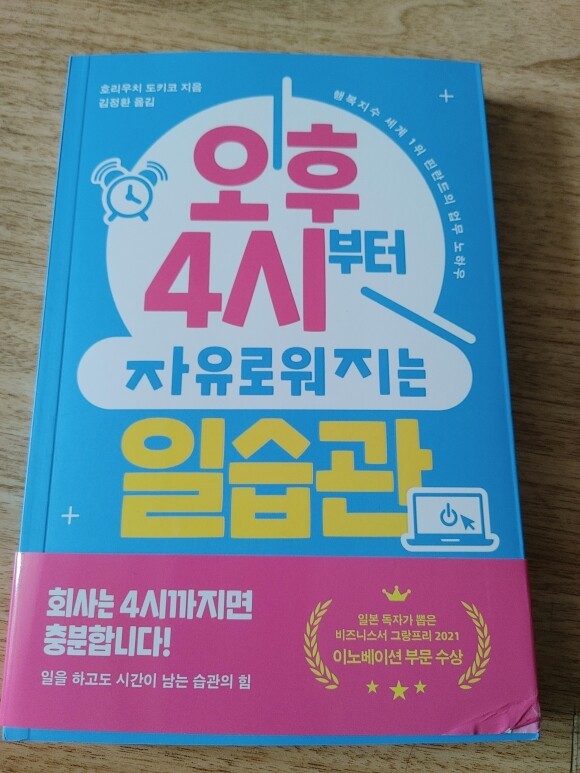 호리우치 도키코 지음
김정환 옮김
행복지수 세계 1위 핀란드의 업무 노하우
오후
4시부터
자유로워지는
일습관
회사는 4시까지면
충분합니다!
일을 하고도 시간이 남는 습관의 힘
일본 독자가 뽑은
비즈니스서 그랑프리 2021
이노베이션 부문 수상